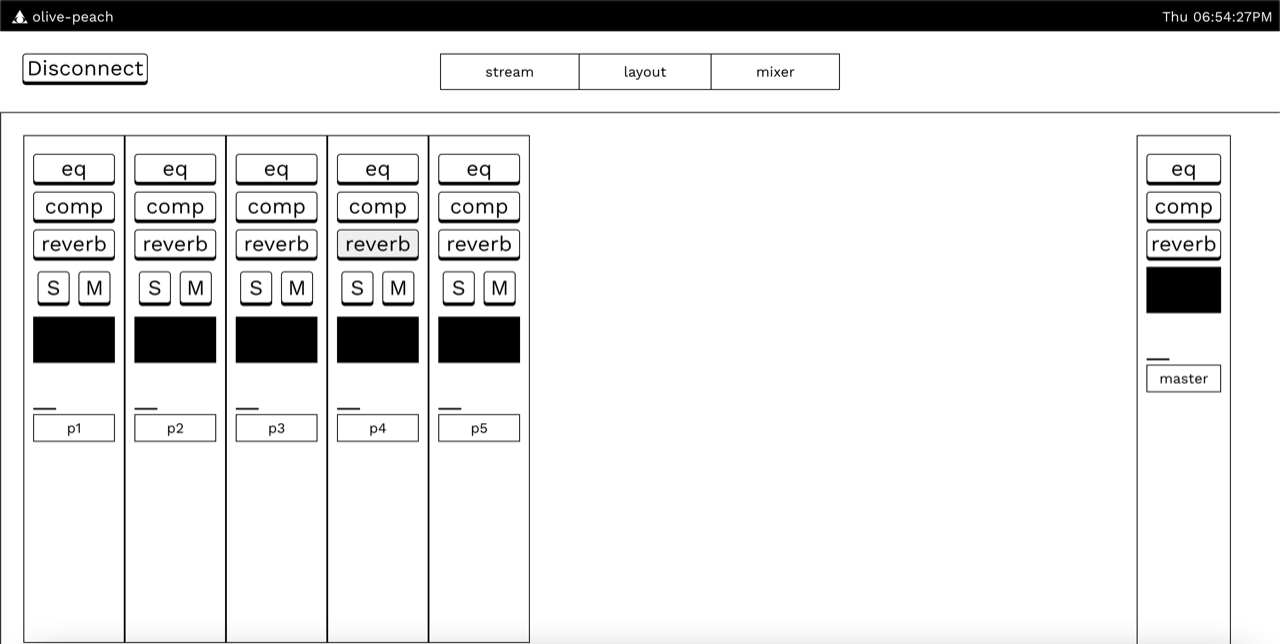 olive-peach Thu 06:54:27PM
Disconnect stream layout mixer
eq eq eq eq eq eq
comp comp comp comp comp comp
reverb reverb reverb reverb reverb reverb
S M S M S M S M S M
master
p1 p2 p3 p4 p5